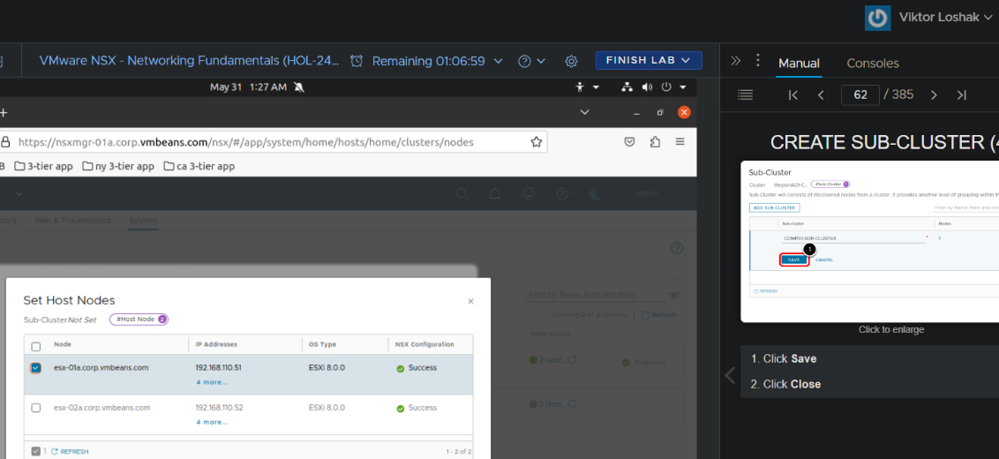 Viktor Loshak
VMware NSX - Networking Fundamentals (HOL-24...
Remaining 01:06:59
FINISH LAB
Manual
Consoles
62 / 385
May 31 1:27 AM
https://nsxmgr-01a.corp.vmbeans.com/nsx/#/app/system/home/hosts/home/clusters/nodes
3-tier app
ny 3-tier app
ca 3-tier app
admin
Plan & Troubleshoot
System
Filter by Name, Path and more
Showing 2 of 2 clusters
Refresh
Node Status
2 Host..
Prepared
2 Host..
Set Host Nodes
Sub-Cluster Not Set
#Host Node 2
Node
IP Addresses
OS Type
NSX Configuration
esx-01a.corp.vmbeans.com
192.168.110.51
ESXi 8.0.0
Success
4 more...
esx-02a.corp.vmbeans.com
192.168.110.52
ESXi 8.0.0
Success
4 more...
1
REFRESH
1 - 2 of 2
CREATE SUB-CLUSTER (
Sub-Cluster
Cluster RegionA01-C..
#Sub-Cluster
Sub-Cluster will consists of discovered nodes from a cluster. It provides another level of grouping within
ADD SUB-CLUSTER
Filter by Name, Path and
Sub-cluster
Nodes
COMP01-SUB-CLUSTER
*
1
1
SAVE
CANCEL
REFRESH
Click to enlarge
1. Click Save
2. Click Close